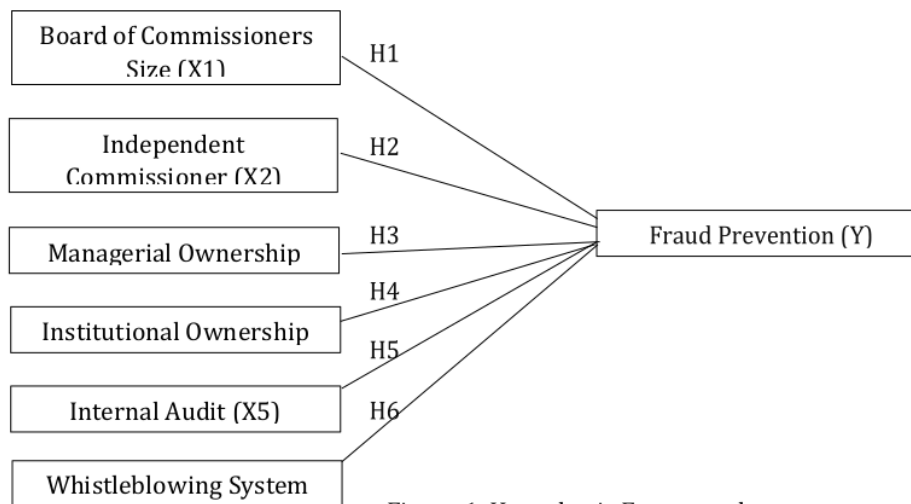 Board of Commissioners
Size (X1)
H1
Independent
Commissioner (X2)
H2
Managerial Ownership
H3
Fraud Prevention (Y)
H4
Institutional Ownership
H5
Internal Audit (X5)
H6
Whistleblowing System